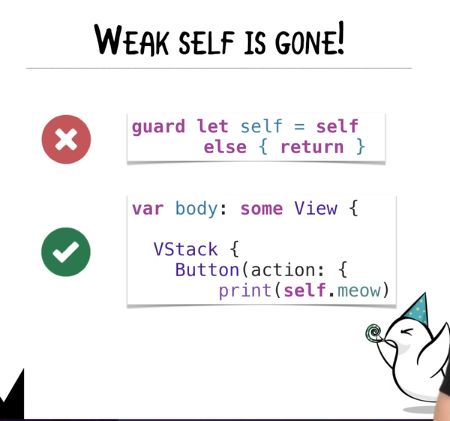 WEAK SELF IS GONE!
guard let self = self
else { return }
var body: some View {
VStack {
Button(action: {
print(self.meow)